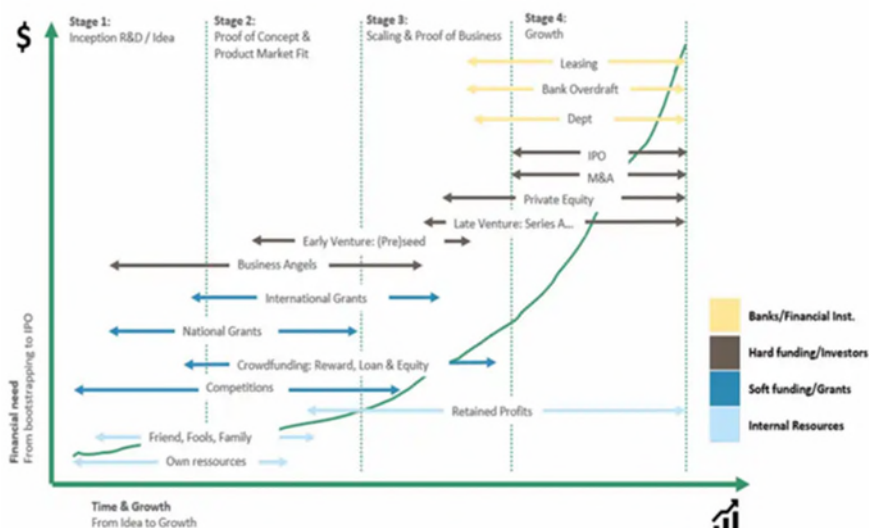 $
Stage 1:
Inception R&D / Idea
Stage 2:
Proof of Concept &
Product Market Fit
Stage 3:
Scaling & Proof of Business
Stage 4:
Growth
Leasing
Bank Overdraft
Dept
IPO
M&A
Private Equity
Late Venture: Series A...
Early Venture: (Pre)seed
Business Angels
International Grants
National Grants
Crowdfunding: Reward, Loan & Equity
Competitions
Retained Profits
Friend, Fools, Family
Own ressources
Financial need
From bootstrapping to IPO
Time & Growth
From Idea to Growth
Banks/Financial Inst.
Hard funding/Investors
Soft funding/Grants
Internal Resources